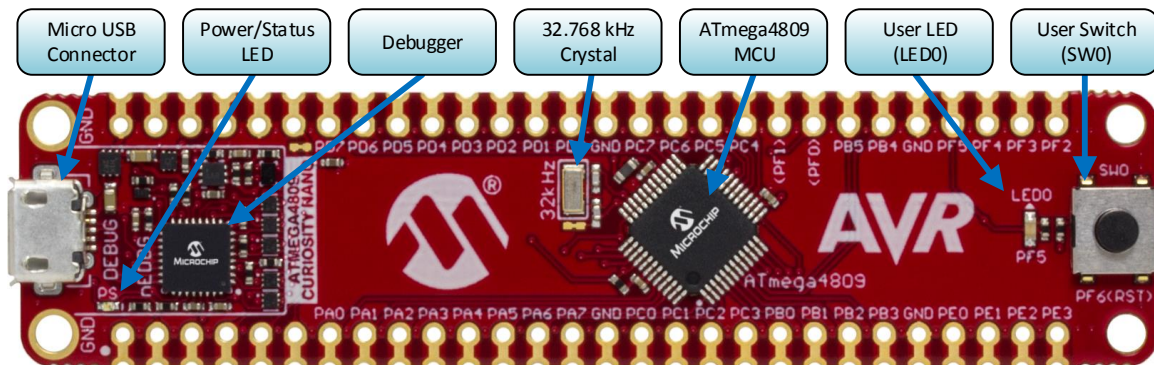 Micro USB
Connector
Power/Status
LED
Debugger
32.768 kHz
Crystal
ATmega4809
MCU
User LED
(LED0)
User Switch
(SW0)
GND
PD7 PD6 PD5 PD4 PD3 PD2 PD1 GND PC7 PC6 PC5 PC4 <PF1> <PF0> PB5 PB4 GND PF5 PF4 PF3 PF2
DEBUG
PS
ATMEGA4809
CURIOSITY NANO
MICROCHIP
®
32kHz
MICROCHIP
ATmega4809
AVR
LED0
PF5
SW0
PF6(RST)
GND
PA0 PA1 PA2 PA3 PA4 PA5 PA6 PA7 GND PC0 PC1 PC2 PC3 PB0 PB1 PB2 PB3 GND PE0 PE1 PE2 PE3